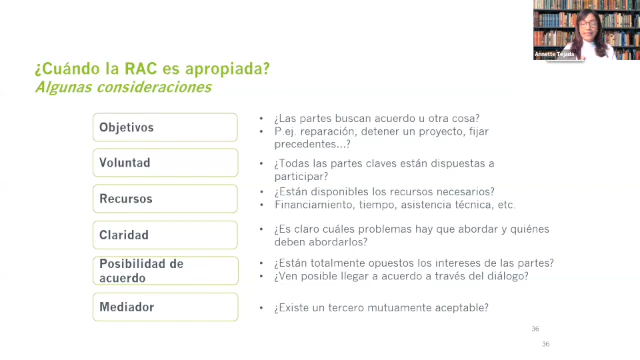 Annette Tejada
¿Cuándo la RAC es apropiada?
Algunas consideraciones
Objetivos
• ¿Las partes buscan acuerdo u otra cosa?
• P.ej. reparación, detener un proyecto, fijar
precedentes...?
Voluntad
• ¿Todas las partes claves están dispuestas a
participar?
Recursos
• ¿Están disponibles los recursos necesarios?
• Financiamiento, tiempo, asistencia técnica, etc.
Claridad
• ¿Es claro cuáles problemas hay que abordar y quiénes
deben abordarlos?
Posibilidad de
acuerdo
• ¿Están totalmente opuestos los intereses de las partes?
• ¿Ven posible llegar a acuerdo a través del diálogo?
Mediador
• ¿Existe un tercero mutuamente aceptable?
36
36